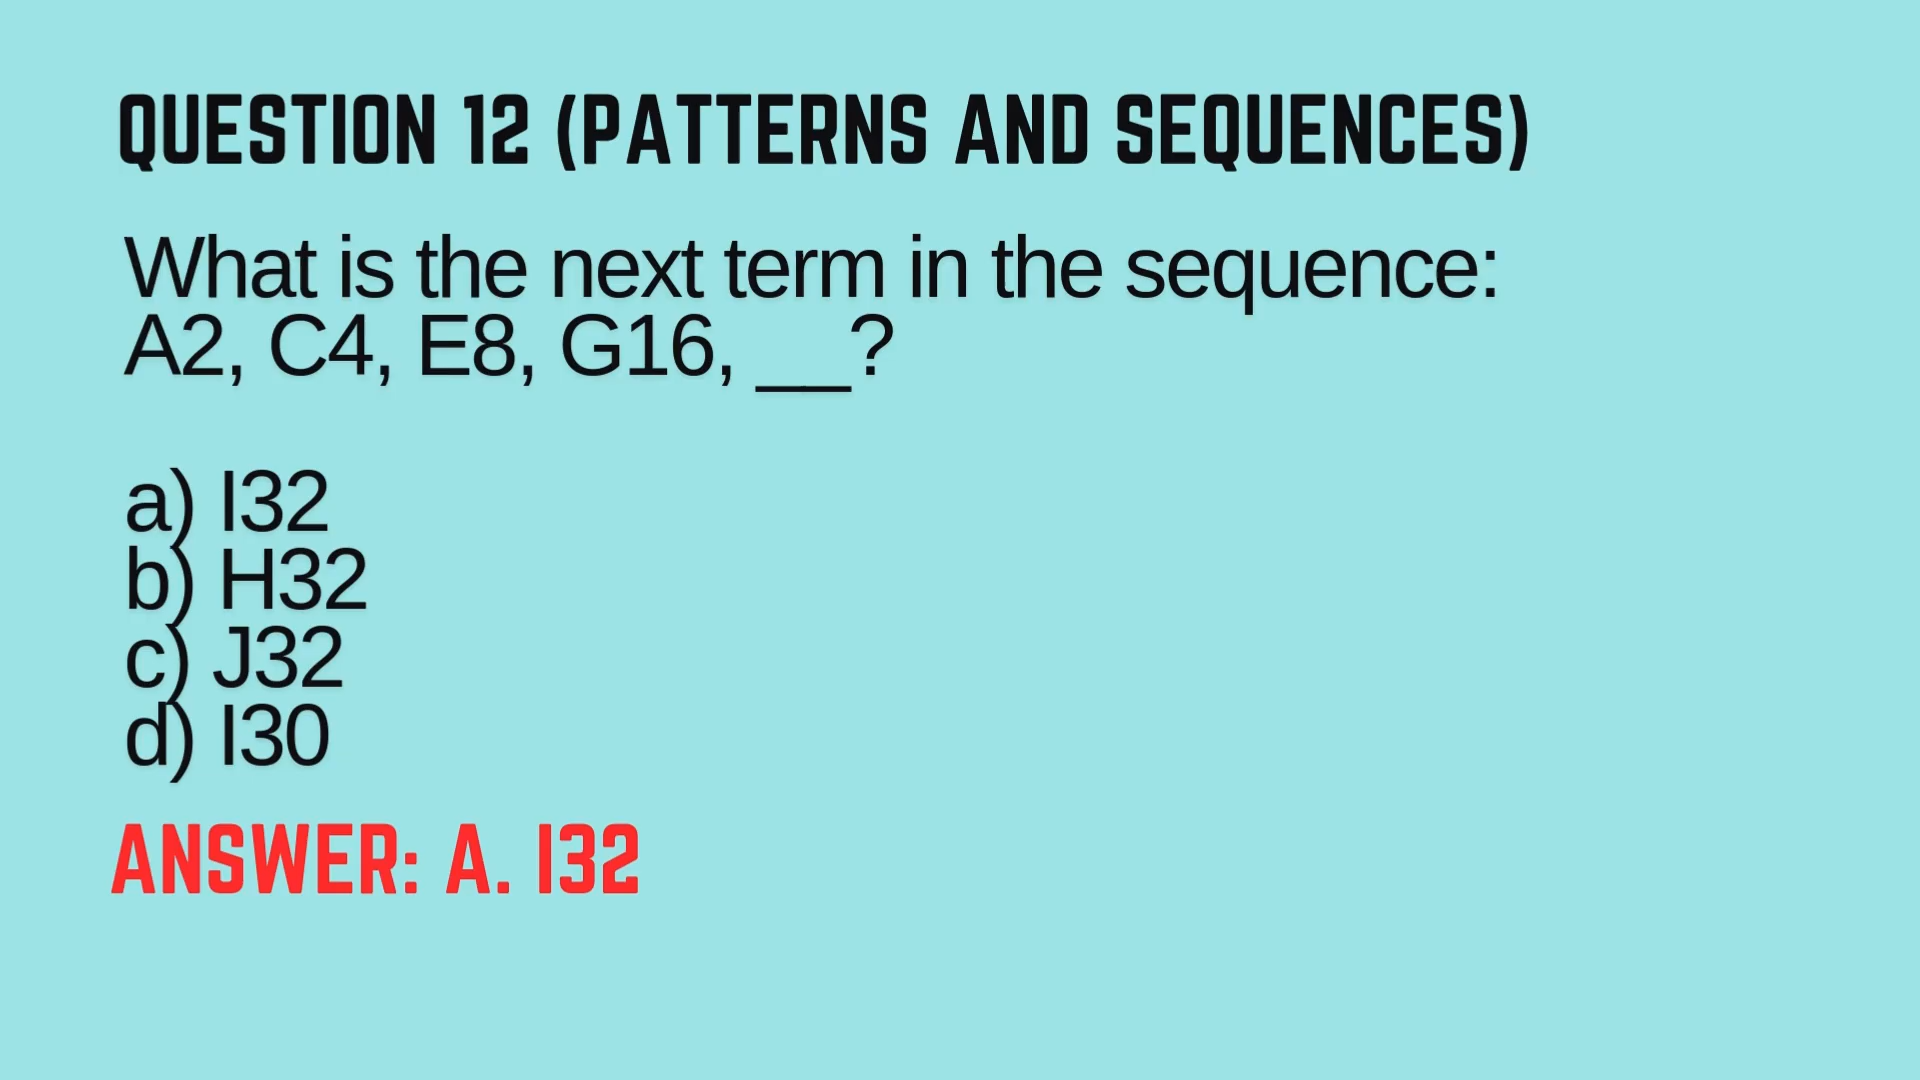 QUESTION 12 (PATTERNS AND SEQUENCES)
What is the next term in the sequence:
A2, C4, E8, G16, __?
a) I32
b) H32
c) J32
d) I30
ANSWER: A. I32